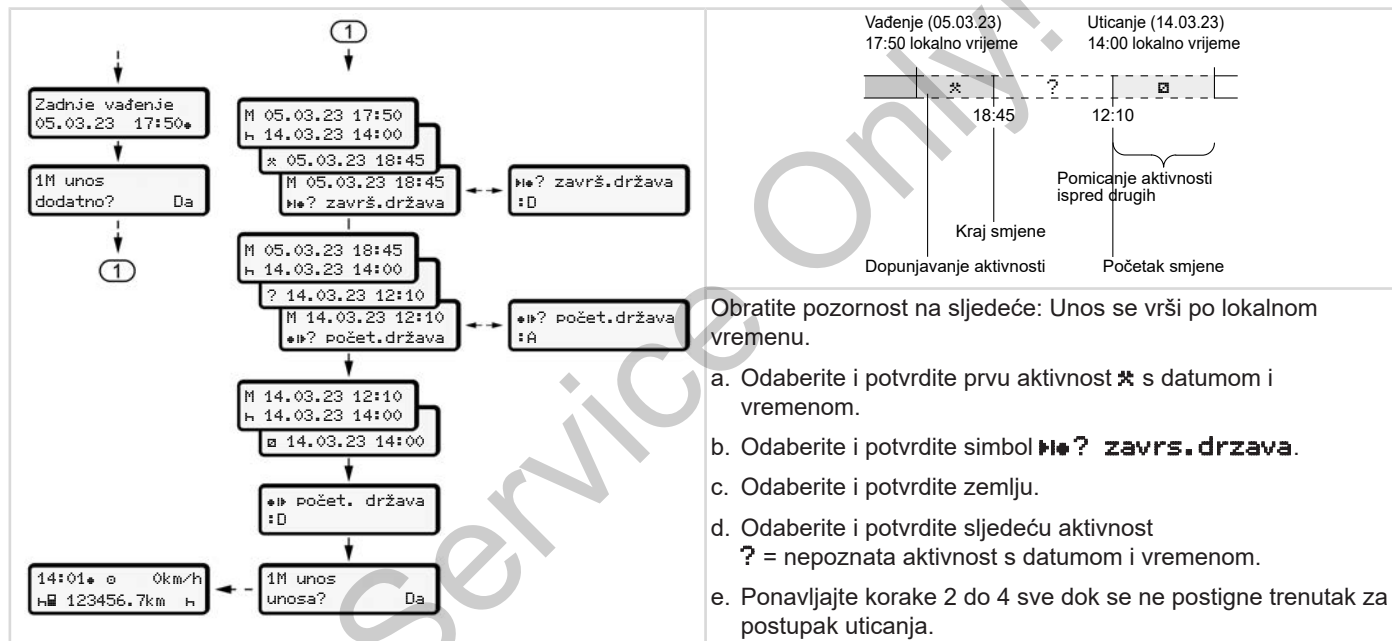 1
Zadnje vađenje
05.03.23 17:50
1M unos
dodatno? Da
1
M 05.03.23 17:50
14.03.23 14:00
05.03.23 18:45
M 05.03.23 18:45
? završ.država
? završ.država
:D
M 05.03.23 18:45
14.03.23 14:00
? 14.03.23 12:10
M 14.03.23 12:10
? počet.država
? počet.država
:A
M 14.03.23 12:10
14.03.23 14:00
14.03.23 14:00
počet. država
:D
1M unos
unosa? Da
14:01 0km/h
123456.7km
Vađenje (05.03.23)
17:50 lokalno vrijeme
Uticanje (14.03.23)
14:00 lokalno vrijeme
?
18:45
12:10
Pomicanje aktivnosti
ispred drugih
Kraj smjene
Dopunjavanje aktivnosti
Početak smjene
Obratite pozornost na sljedeće: Unos se vrši po lokalnom
vremenu.
a. Odaberite i potvrdite prvu aktivnost s datumom i
vremenom.
b. Odaberite i potvrdite simbol ? zavrs.drzava.
c. Odaberite i potvrdite zemlju.
d. Odaberite i potvrdite sljedeću aktivnost
? = nepoznata aktivnost s datumom i vremenom.
e. Ponavljajte korake 2 do 4 sve dok se ne postigne trenutak za
postupak uticanja.
Service Only!